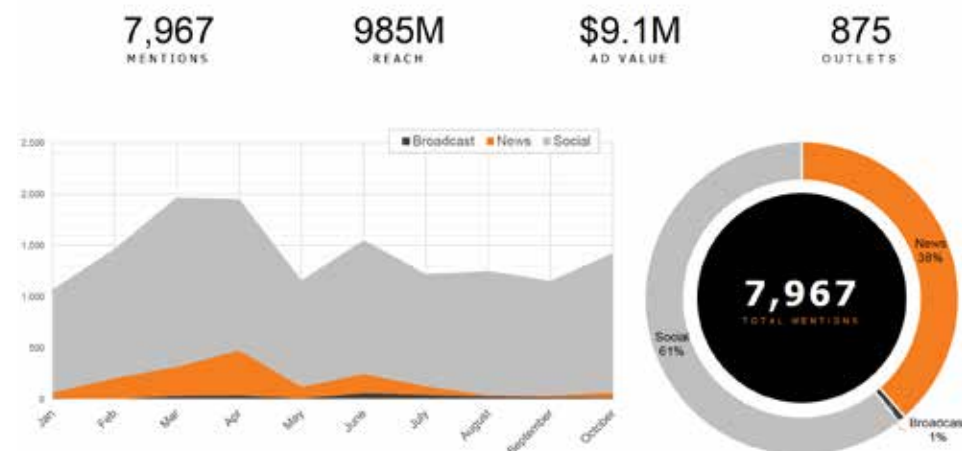 7,967
MENTIONS
985M
REACH
$9.1M
AD VALUE
875
OUTLETS
Broadcast News Social
2,500
2,000
1,500
1,000
500
0
Jan
Feb
Mar
Apr
May
June
July
August
September
October
News
38%
7,967
TOTAL MENTIONS
Social
61%
Broadcas
1%